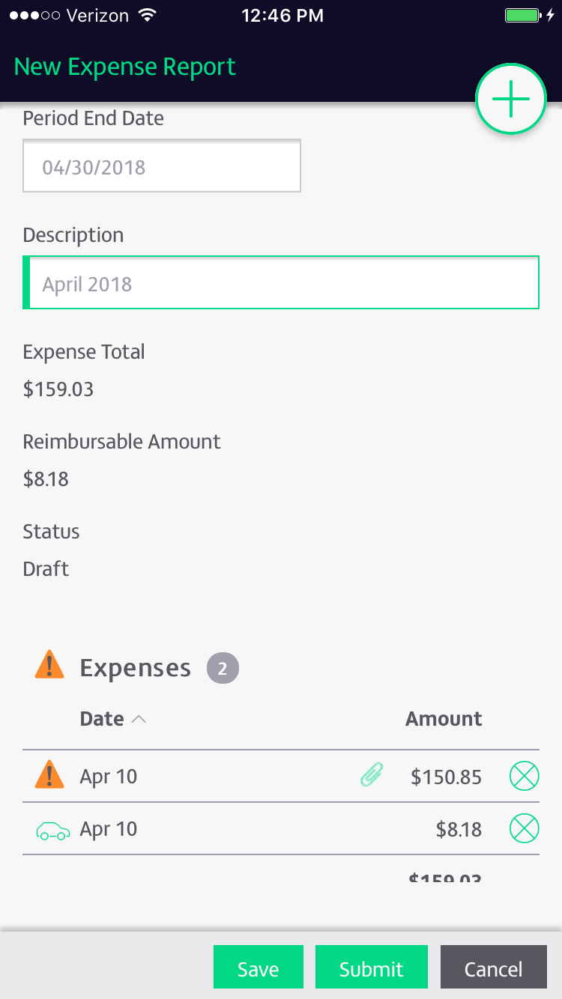 Verizon 12:46 PM
New Expense Report
Period End Date
04/30/2018
Description
April 2018
Expense Total
$159.03
Reimbursable Amount
$8.18
Status
Draft
Expenses 2
Date Amount
Apr 10 $150.85
Apr 10 $8.18
$159.03
Save Submit Cancel